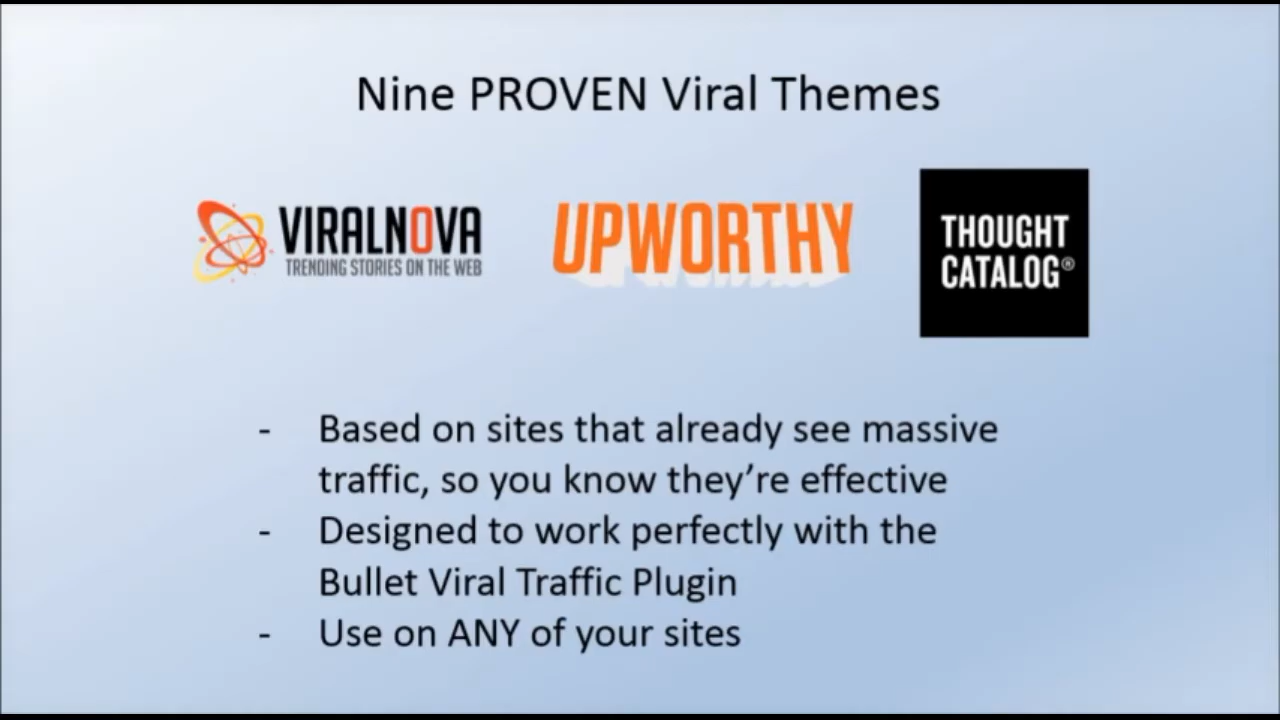 Nine PROVEN Viral Themes
VIRALNOVA
TRENDING STORIES ON THE WEB
UPWORTHY
THOUGHT
CATALOG®
- Based on sites that already see massive
traffic, so you know they’re effective
- Designed to work perfectly with the
Bullet Viral Traffic Plugin
- Use on ANY of your sites